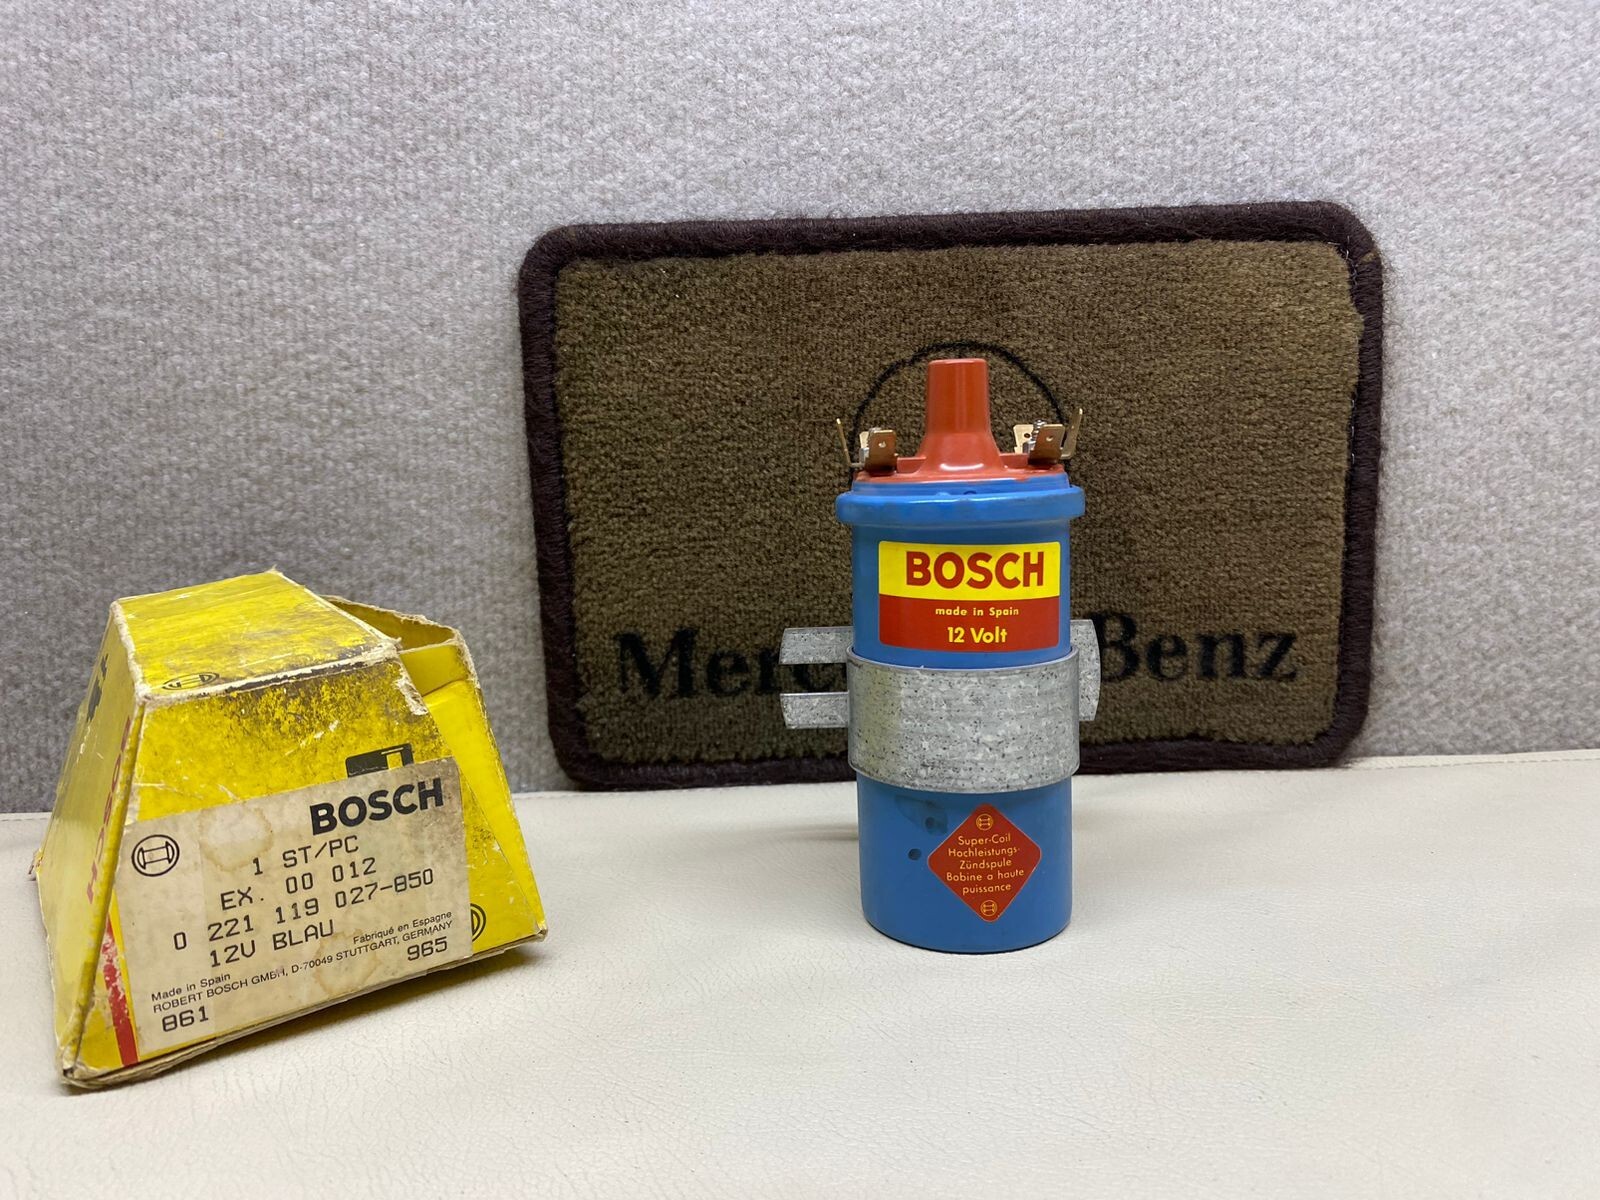 BOSCH
made in Spain
12 Volt
Super-Coil
Hochleistungs-
Zündspule
Bobine a haute
puissance
BOSCH
1 ST/PC
EX. 00 012
0 221 119 027-850
12V BLAU
Fabriqué en Espagne
Made in Spain
ROBERT BOSCH GMBH, D-70049 STUTTGART, GERMANY
861
965
BOSCH
Benz